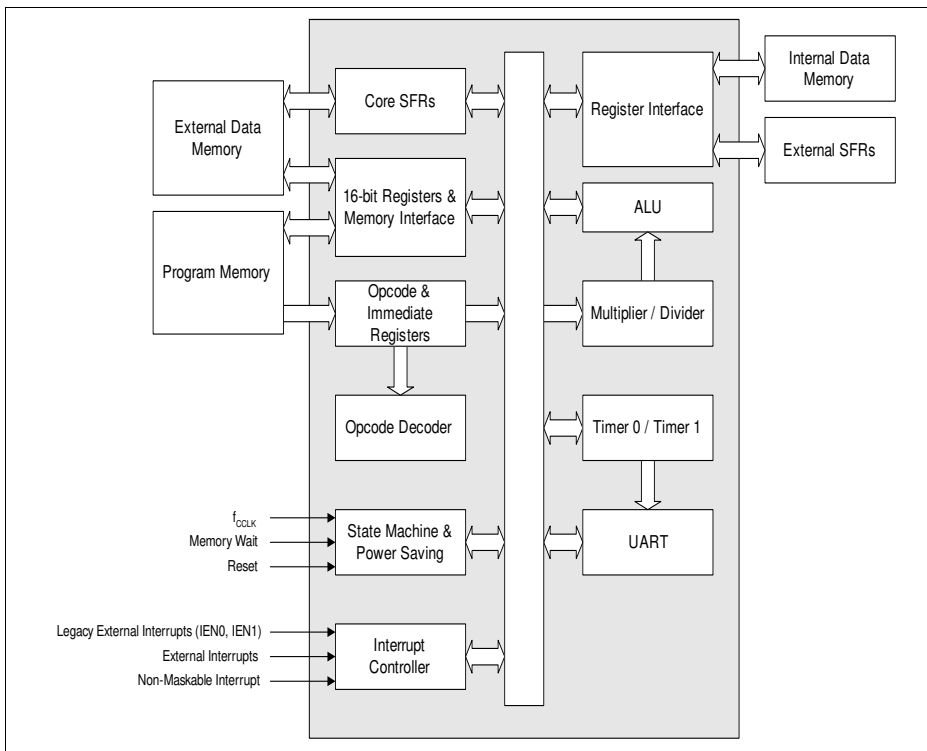 External Data
Memory
Program Memory
Core SFRs
16-bit Registers &
Memory Interface
Opcode &
Immediate
Registers
Opcode Decoder
State Machine &
Power Saving
Interrupt
Controller
fCCLK
Memory Wait
Reset
Legacy External Interrupts (IEN0, IEN1)
External Interrupts
Non-Maskable Interrupt
Register Interface
ALU
Multiplier / Divider
Timer 0 / Timer 1
UART
Internal Data
Memory
External SFRs